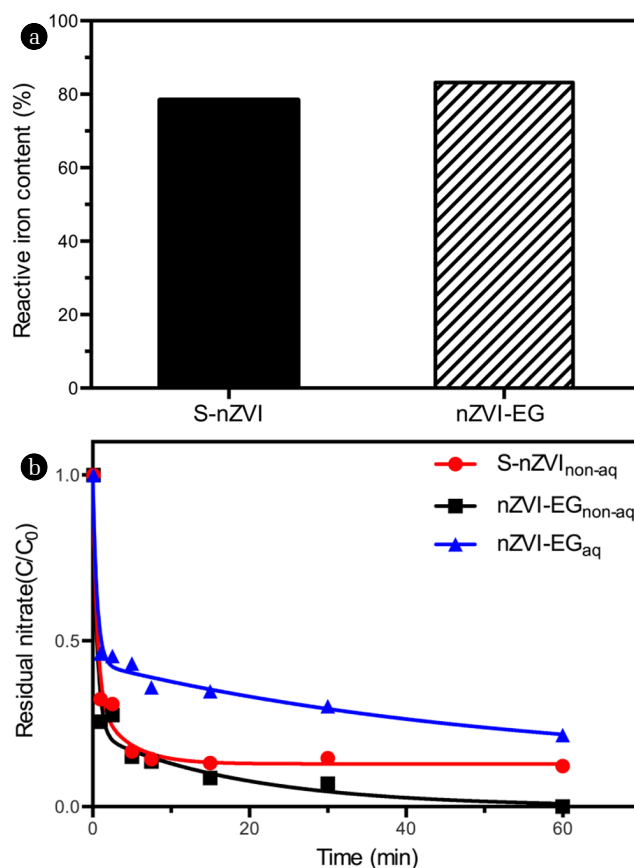 a
Reactive iron content (%)
100
80
60
40
20
0
S-nZVI
nZVI-EG
b
Residual nitrate(C/C0)
1.0
0.5
0.0
S-nZVInon-aq
nZVI-EGnon-aq
nZVI-EGaq
0
20
40
60
Time (min)